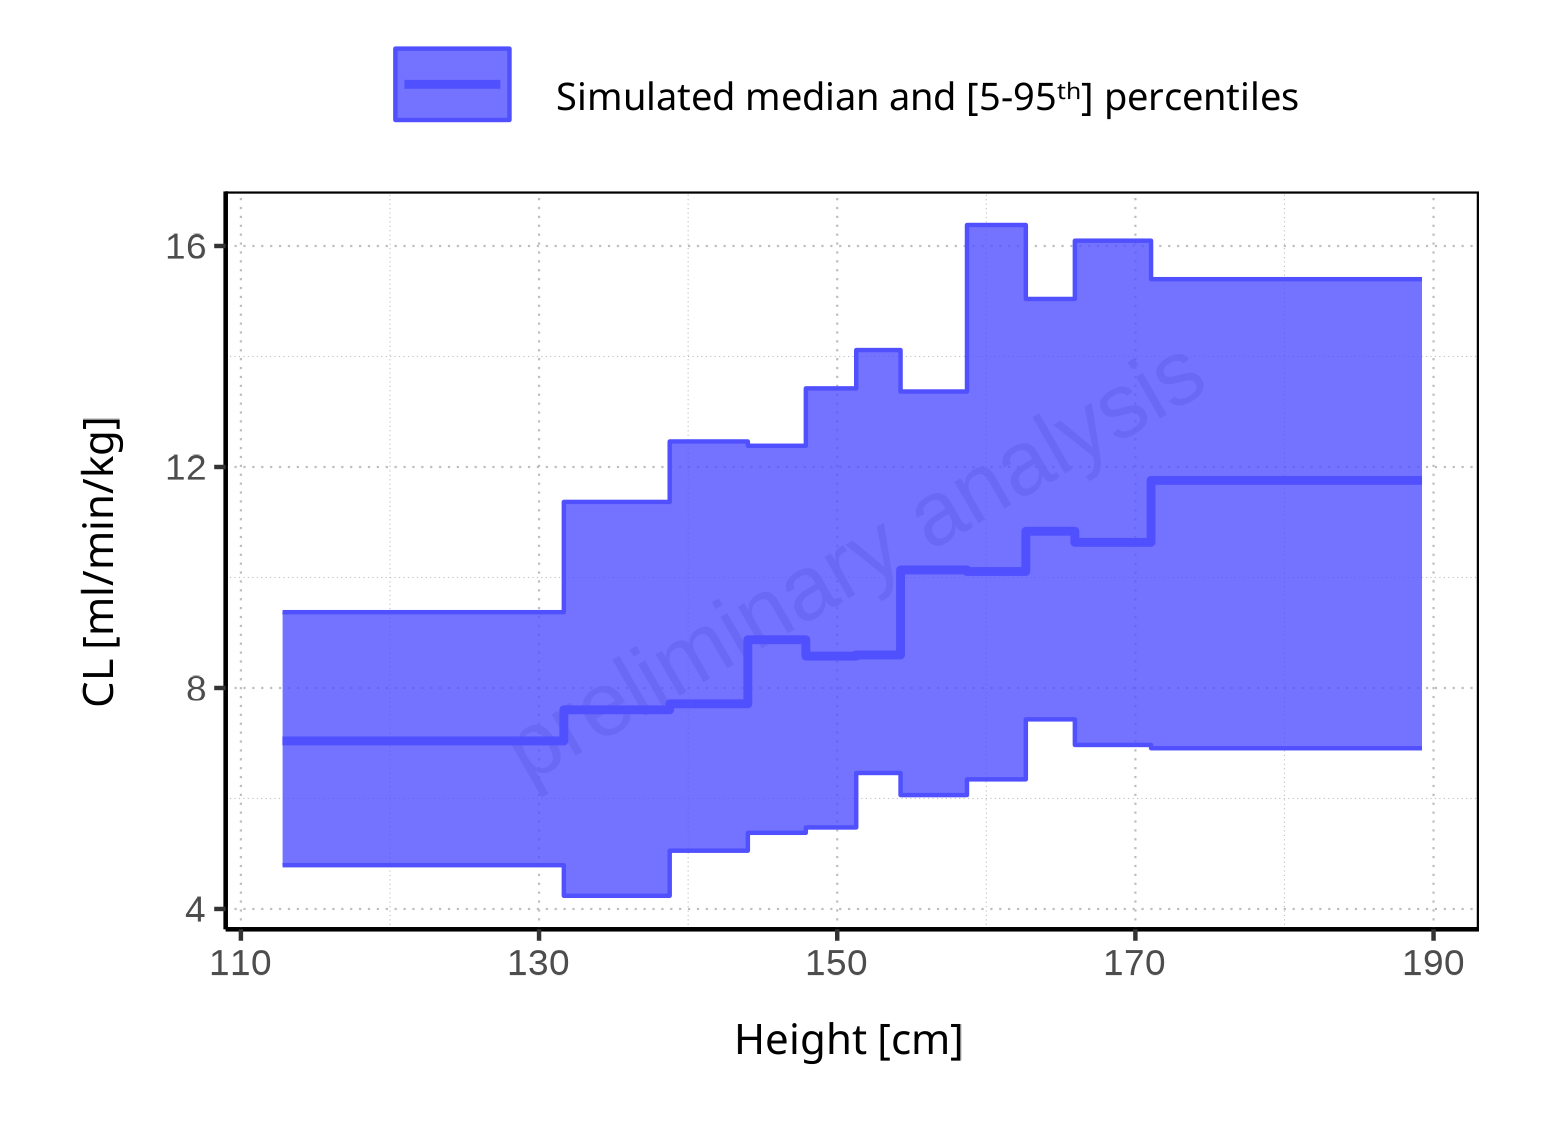 Simulated median and [5-95ᵗʰ] percentiles
16
12
8
4
CL [ml/min/kg]
preliminary analysis
110 130 150 170 190
Height [cm]